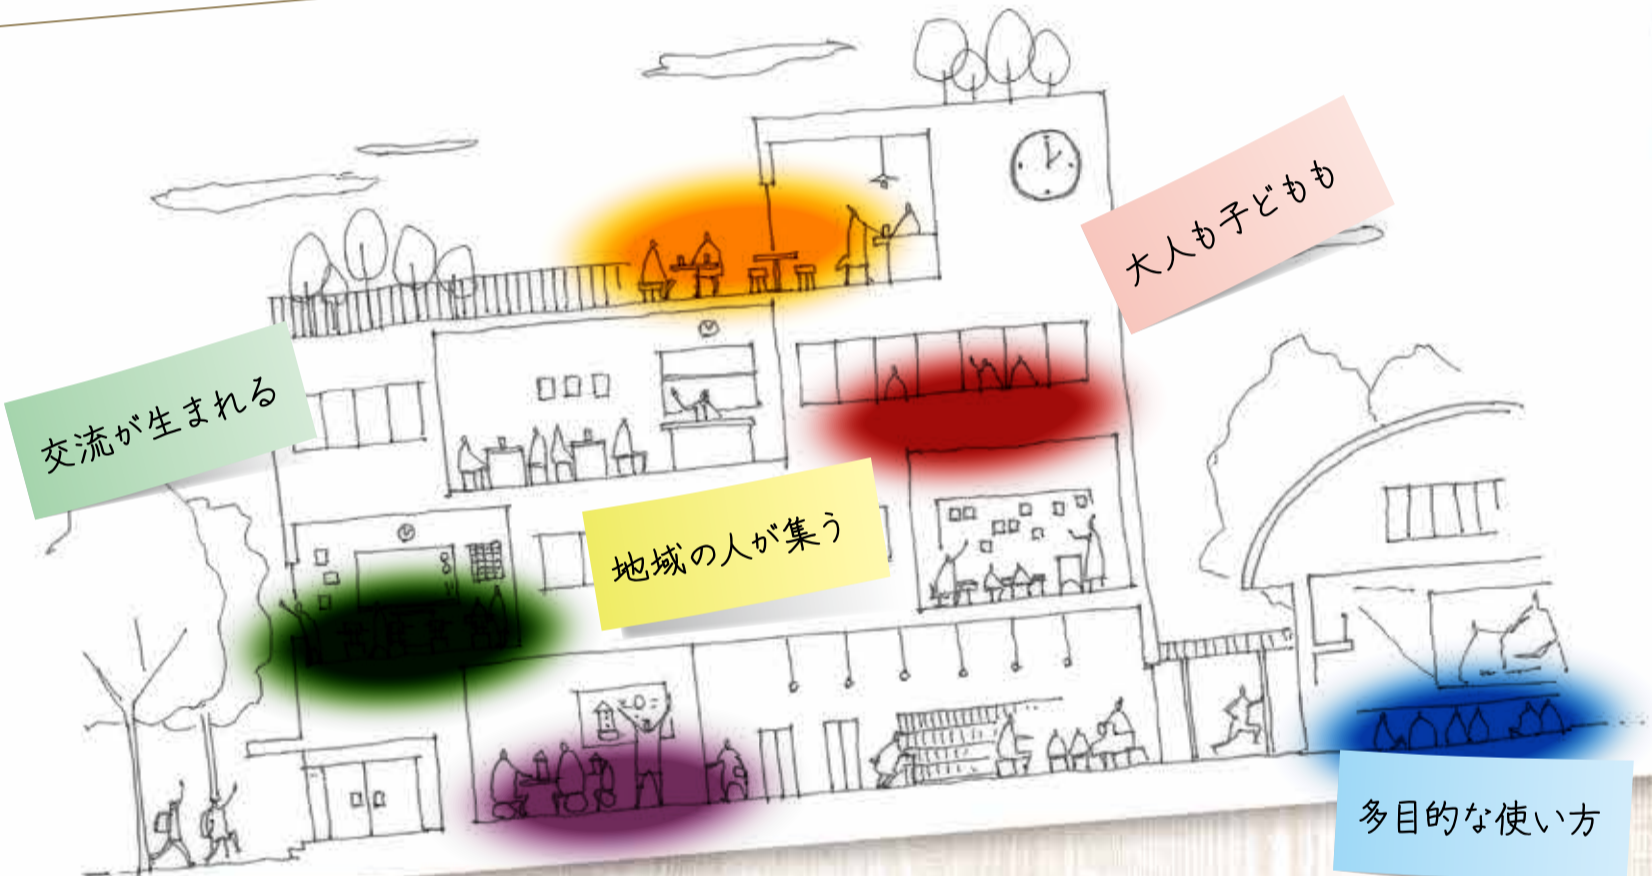 大人も子どもも
交流が生まれる
地域の人が集う
多目的な使い方